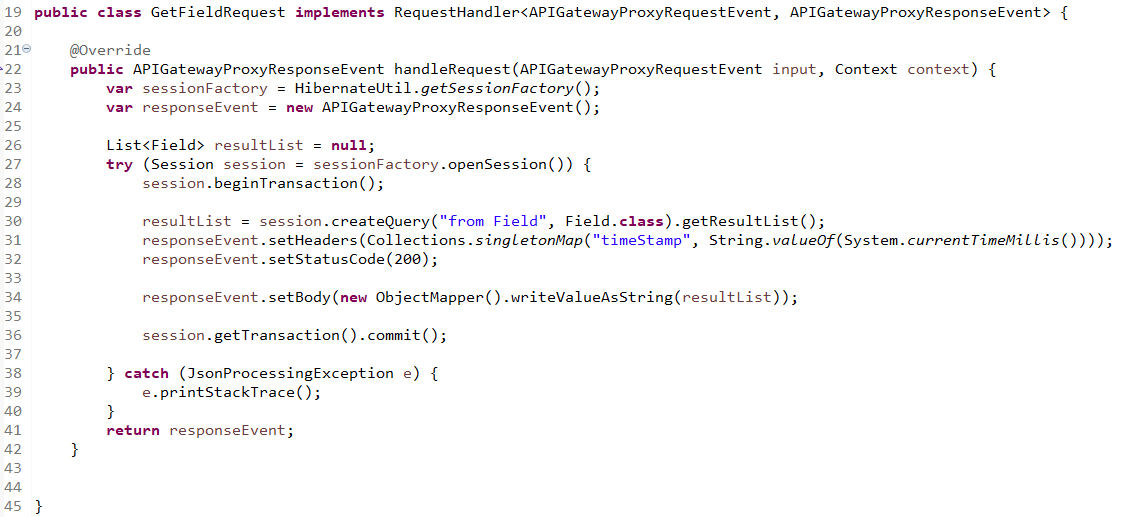 19 public class GetFieldRequest implements RequestHandler<APIGatewayProxyRequestEvent, APIGatewayProxyResponseEvent> {
20
21 @Override
22 public APIGatewayProxyResponseEvent handleRequest(APIGatewayProxyRequestEvent input, Context context) {
23 var sessionFactory = HibernateUtil.getSessionFactory();
24 var responseEvent = new APIGatewayProxyResponseEvent();
25
26 List<Field> resultList = null;
27 try (Session session = sessionFactory.openSession()) {
28 session.beginTransaction();
29
30 resultList = session.createQuery("from Field", Field.class).getResultList();
31 responseEvent.setHeaders(Collections.singletonMap("timeStamp", String.valueOf(System.currentTimeMillis())));
32 responseEvent.setStatusCode(200);
33
34 responseEvent.setBody(new ObjectMapper().writeValueAsString(resultList));
35
36 session.getTransaction().commit();
37
38 } catch (JsonProcessingException e) {
39 e.printStackTrace();
40 }
41 return responseEvent;
42 }
43
44
45 }